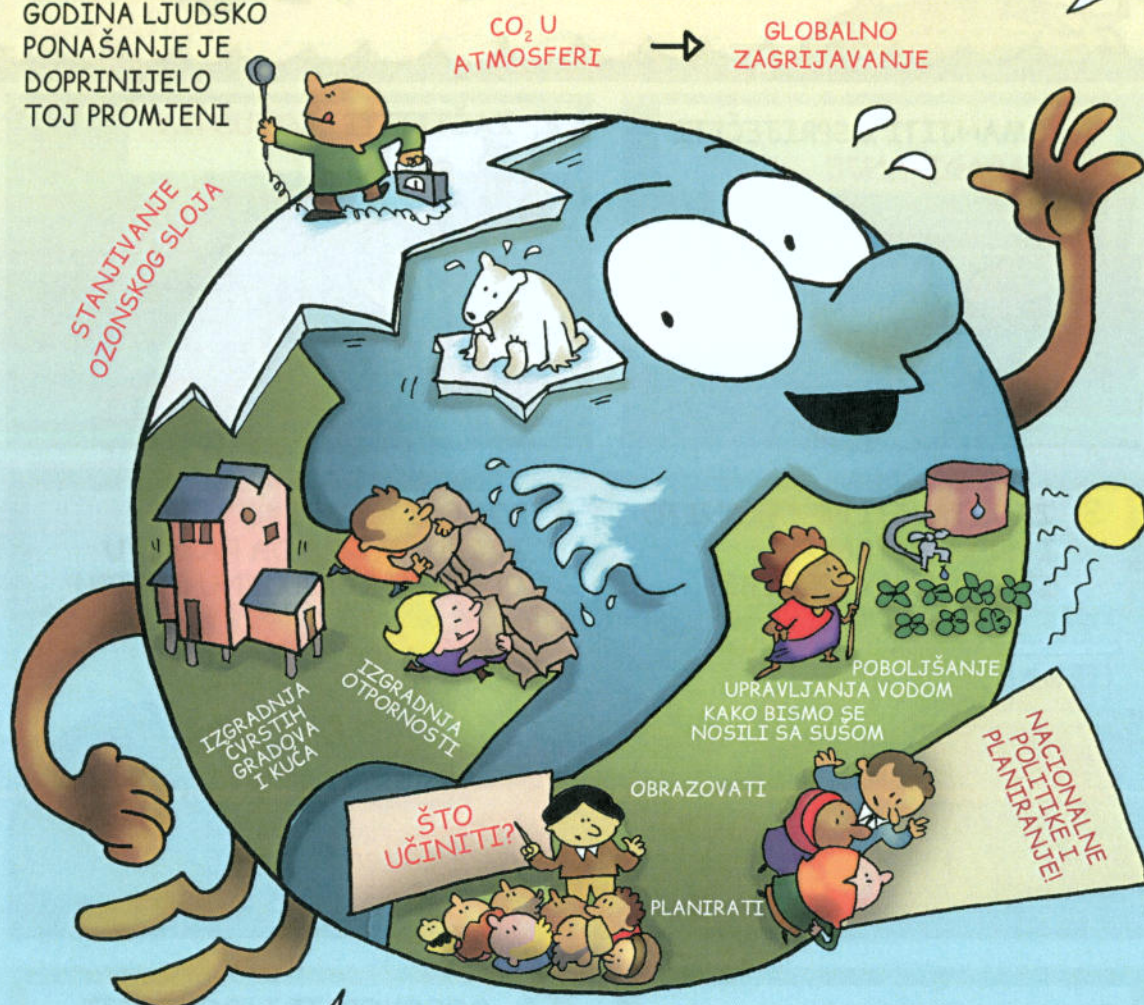 GODINA LJUDSKO
PONAŠANJE JE
DOPRINIJELO
TOJ PROMJENI
CO₂ U
ATMOSFERI
GLOBALNO
ZAGRIJAVANJE
STANJIVANJE
OZONSKOG SLOJA
IZGRADNJA
ČVRSTIH
GRADOVA
I KUĆA
IZGRADNJA
OTPORNOSTI
POBOLJŠANJE
UPRAVLJANJA VODOM
KAKO BISMO SE
NOSILI SA SUŠOM
OBRAZOVATI
ŠTO
UČINITI?
PLANIRATI
NACIONALNE
POLITIKE I
PLANIRANJE!